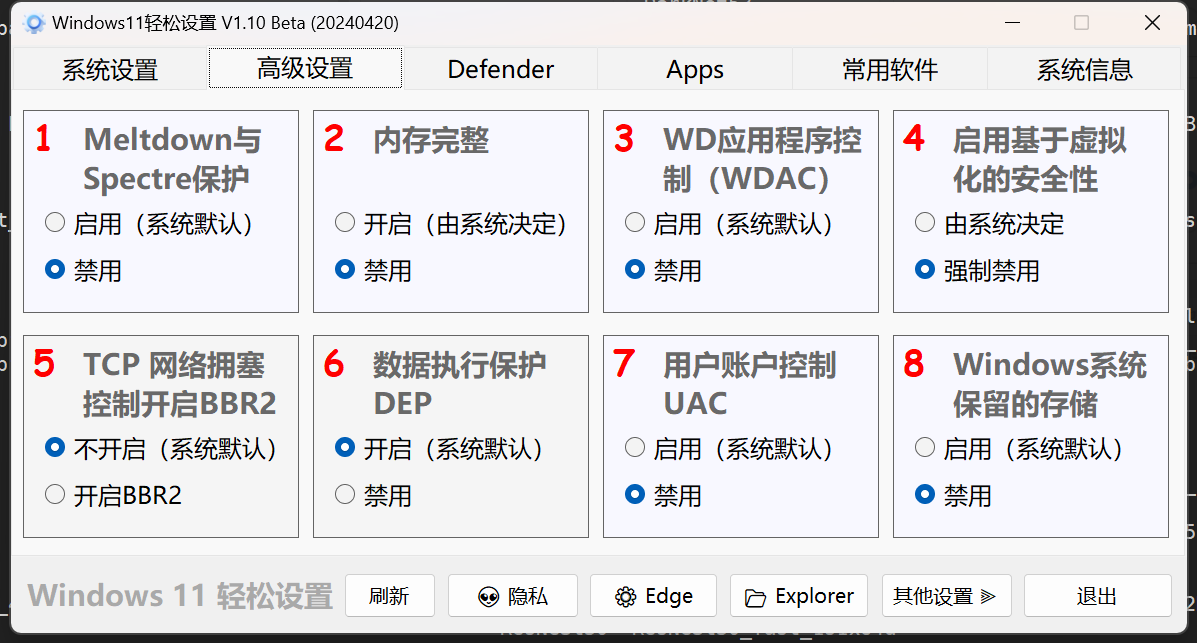 Windows11轻松设置 V1.10 Beta (20240420)
系统设置 高级设置 Defender Apps 常用软件 系统信息
1 Meltdown与
Spectre保护
启用（系统默认）
禁用
2 内存完整
开启（由系统决定）
禁用
3 WD应用程序控
制（WDAC）
启用（系统默认）
禁用
4 启用基于虚拟
化的安全性
由系统决定
强制禁用
5 TCP 网络拥塞
控制开启BBR2
不开启（系统默认）
开启BBR2
6 数据执行保护
DEP
开启（系统默认）
禁用
7 用户账户控制
UAC
启用（系统默认）
禁用
8 Windows系统
保留的存储
启用（系统默认）
禁用
Windows 11 轻松设置 刷新 隐私 Edge Explorer 其他设置 退出